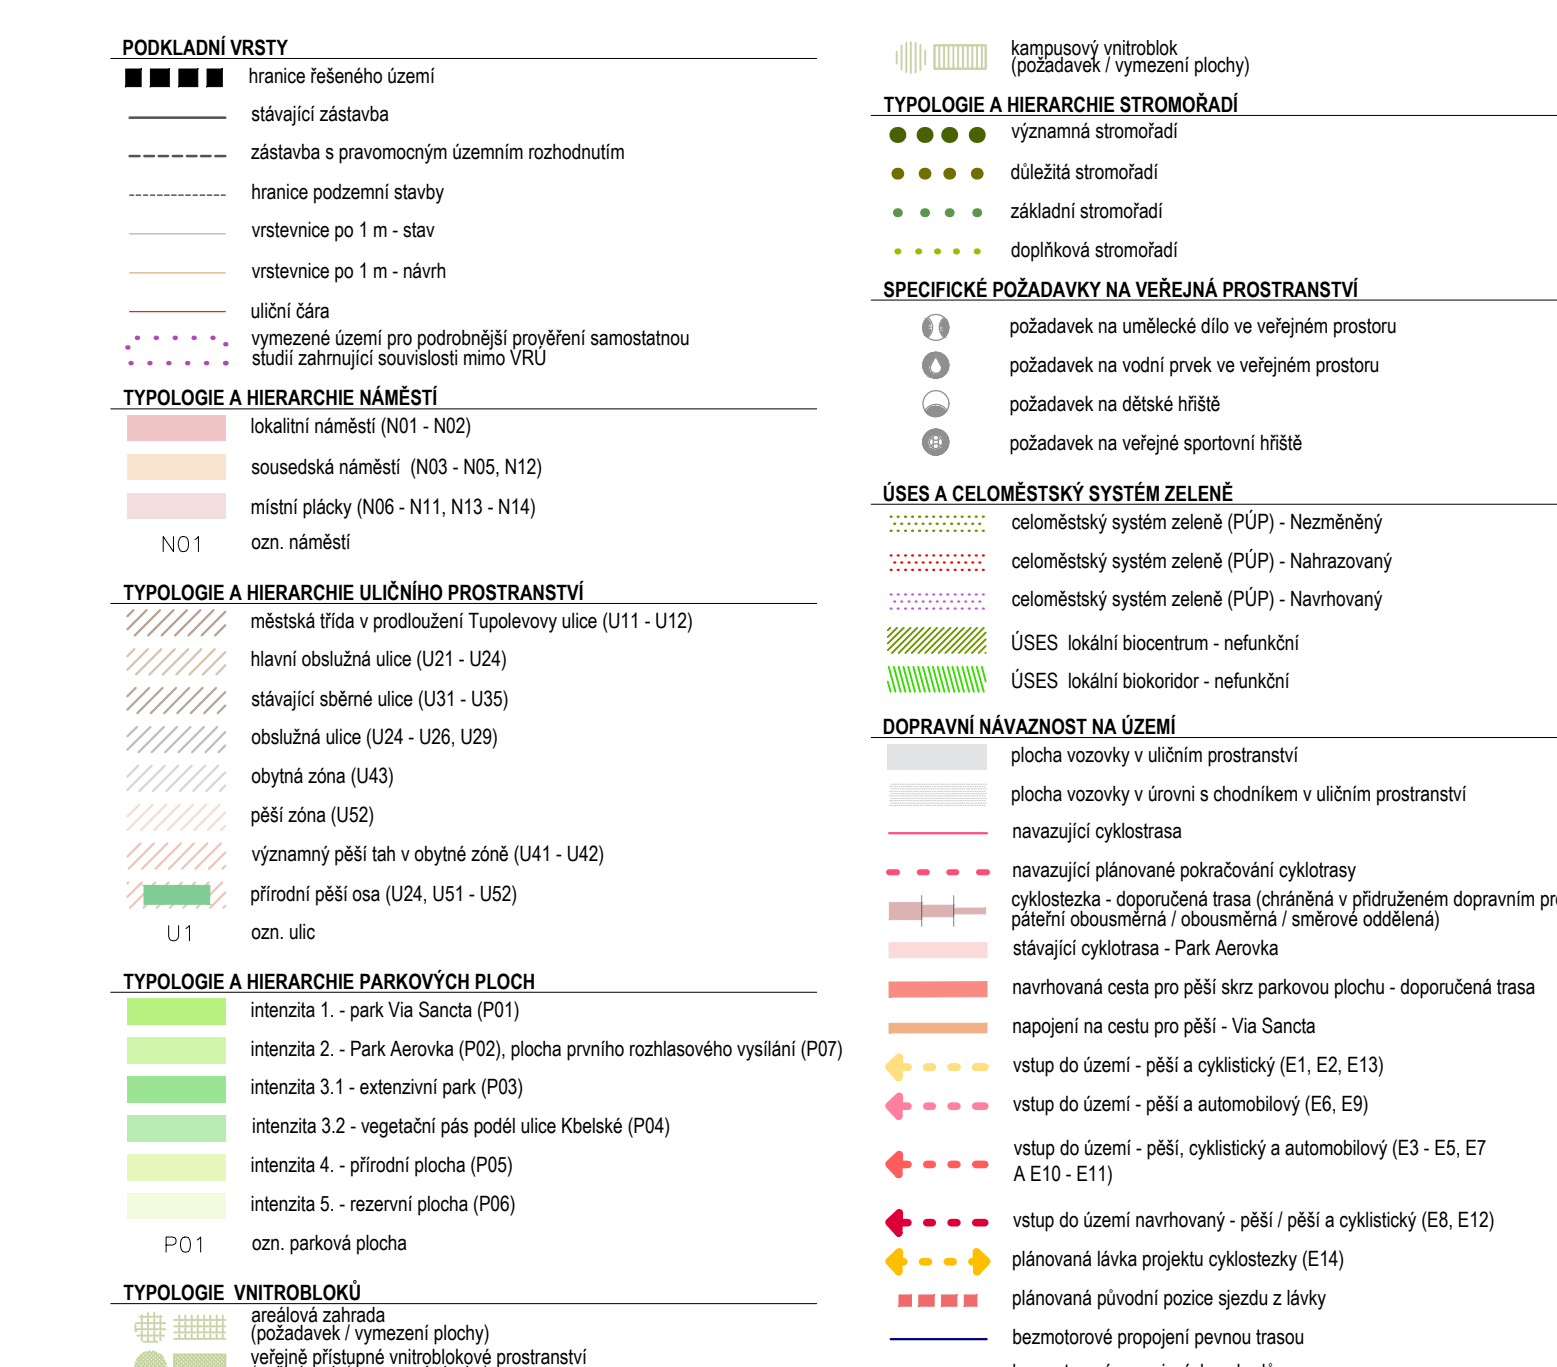 PODKLADNÍ VRSTY
hranice řešeného území
stávající zástavba
zástavba s pravomocným územním rozhodnutím
hranice podzemní stavby
vrstevnice po 1 m - stav
vrstevnice po 1 m - návrh
uliční čára
vymezené území pro podrobnější prověření samostatnou
studií zahrnující souvislosti mimo VRÚ
TYPOLOGIE A HIERARCHIE NÁMĚSTÍ
lokalitní náměstí (N01 - N02)
sousedská náměstí (N03 - N05, N12)
místní plácky (N06 - N11, N13 - N14)
N01 ozn. náměstí
TYPOLOGIE A HIERARCHIE ULIČNÍHO PROSTRANSTVÍ
městská třída v prodloužení Tupolevovy ulice (U11 - U12)
hlavní obslužná ulice (U21 - U24)
stávající sběrné ulice (U31 - U35)
obslužná ulice (U24 - U26, U29)
obytná zóna (U43)
pěší zóna (U52)
významný pěší tah v obytné zóně (U41 - U42)
přírodní pěší osa (U24, U51 - U52)
U1 ozn. ulic
TYPOLOGIE A HIERARCHIE PARKOVÝCH PLOCH
intenzita 1. - park Via Sancta (P01)
intenzita 2. - Park Aerovka (P02), plocha prvního rozhlasového vysílání (P07)
intenzita 3.1 - extenzivní park (P03)
intenzita 3.2 - vegetační pás podél ulice Kbelské (P04)
intenzita 4. - přírodní plocha (P05)
intenzita 5. - rezervní plocha (P06)
P01 ozn. parková plocha
TYPOLOGIE VNITROBLOKŮ
areálová zahrada
(požadavek / vymezení plochy)
veřejně přístupné vnitroblokové prostranství
kampusový vnitroblok
(požadavek / vymezení plochy)
TYPOLOGIE A HIERARCHIE STROMOŘADÍ
významná stromořadí
důležitá stromořadí
základní stromořadí
doplňková stromořadí
SPECIFICKÉ POŽADAVKY NA VEŘEJNÁ PROSTRANSTVÍ
požadavek na umělecké dílo ve veřejném prostoru
požadavek na vodní prvek ve veřejném prostoru
požadavek na dětské hřiště
požadavek na veřejné sportovní hřiště
ÚSES A CELOMĚSTSKÝ SYSTÉM ZELENĚ
celoměstský systém zeleně (PÚP) - Nezměněný
celoměstský systém zeleně (PÚP) - Nahrazovaný
celoměstský systém zeleně (PÚP) - Navrhovaný
ÚSES lokální biocentrum - nefunkční
ÚSES lokální biokoridor - nefunkční
DOPRAVNÍ NÁVAZNOST NA ÚZEMÍ
plocha vozovky v uličním prostranství
plocha vozovky v úrovni s chodníkem v uličním prostranství
navazující cyklostrasa
navazující plánované pokračování cyklotrasy
cyklostezka - doporučená trasa (chráněná v přidruženém dopravním
páteřní obousměrná / obousměrná / směrové oddělená)
stávající cyklotrasa - Park Aerovka
navrhovaná cesta pro pěší skrz parkovou plochu - doporučená trasa
napojení na cestu pro pěší - Via Sancta
vstup do území - pěší a cyklistický (E1, E2, E13)
vstup do území - pěší a automobilový (E6, E9)
vstup do území - pěší, cyklistický a automobilový (E3 - E5, E7
A E10 - E11)
vstup do území navrhovaný - pěší / pěší a cyklistický (E8, E12)
plánovaná lávka projektu cyklostezky (E14)
plánovaná původní pozice sjezdu z lávky
bezmotorové propojení pevnou trasou